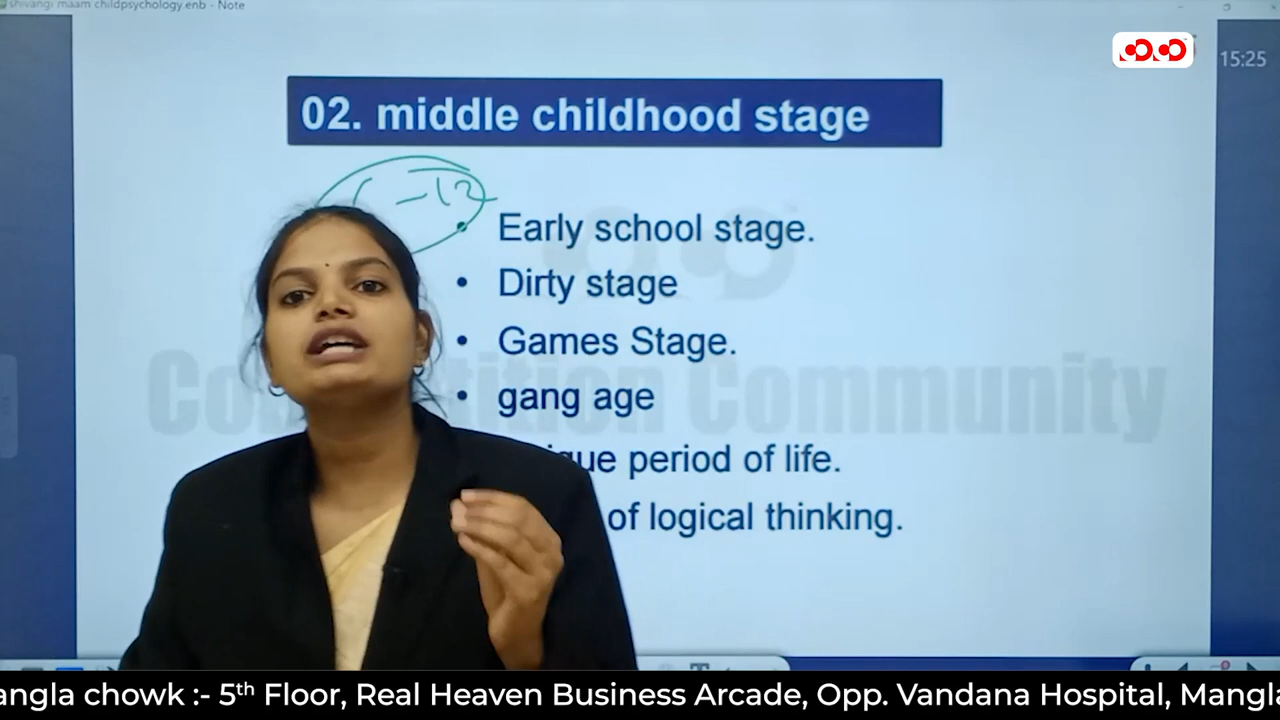 shivangi maam childpsychology.enb - Note
15:25
02. middle childhood stage
-12
Early school stage.
• Dirty stage
• Games Stage.
• gang age
period of life.
of logical thinking.
Community
angla chowk :- 5th Floor, Real Heaven Business Arcade, Opp. Vandana Hospital, Mangla